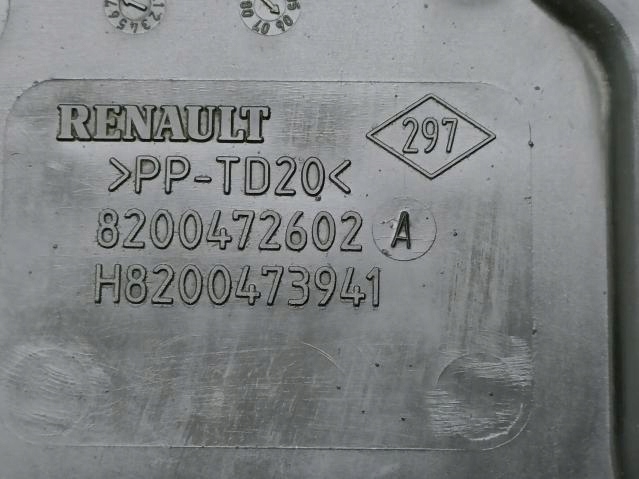 RENAULT 297
>PP-TD20<
8200472602 A
H8200473941